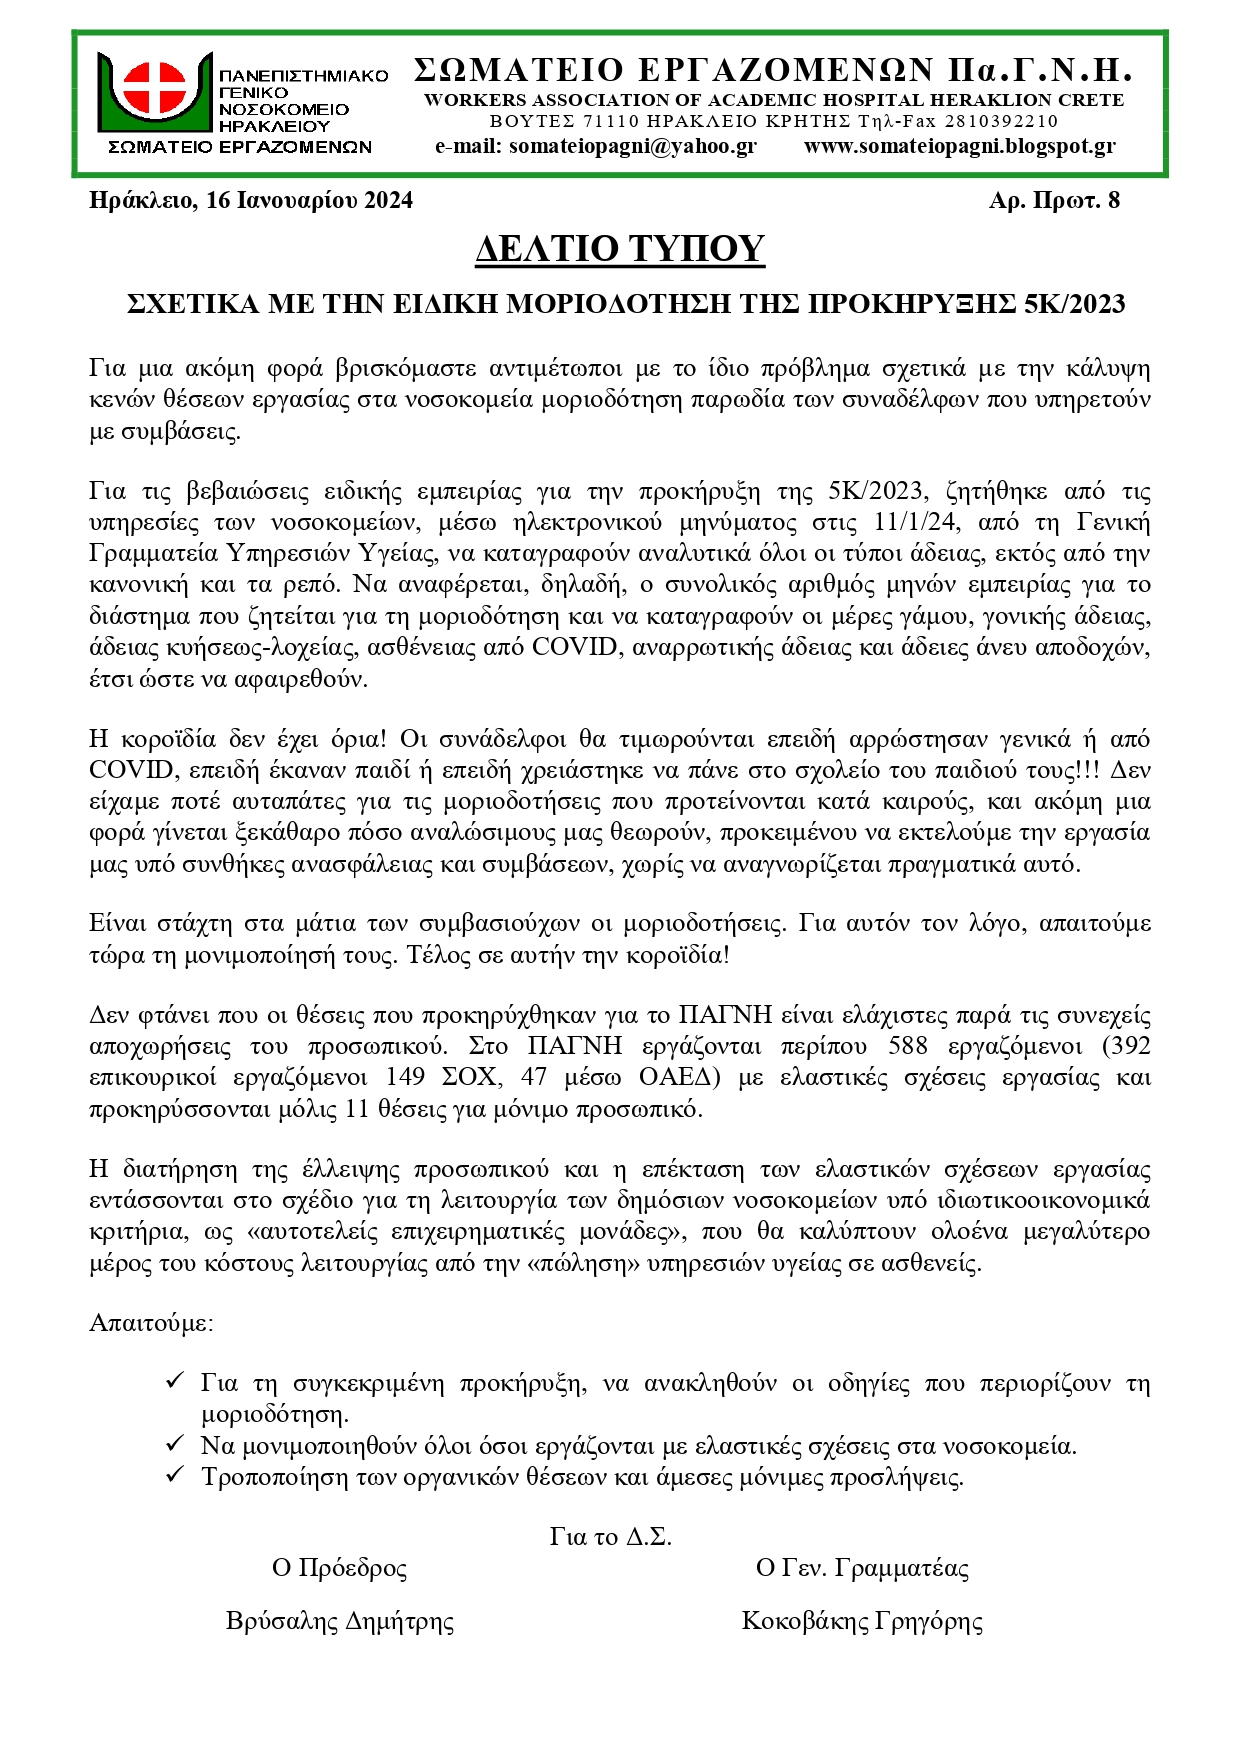 ΠΑΝΕΠΙΣΤΗΜΙΑΚΟ
ΓΕΝΙΚΟ
ΝΟΣΟΚΟΜΕΙΟ
ΗΡΑΚΛΕΙΟΥ
ΣΩΜΑΤΕΙΟ ΕΡΓΑΖΟΜΕΝΩΝ
ΣΩΜΑΤΕΙΟ ΕΡΓΑΖΟΜΕΝΩΝ Πα.Γ.Ν.Η.
WORKERS ASSOCIATION OF ACADEMIC HOSPITAL HERAKLION CRETE
ΒΟΥΤΕΣ 71110 ΗΡΑΚΛΕΙΟ ΚΡΗΤΗΣ Τηλ-Fax 2810392210
e-mail: somateiopagni@yahoo.gr www.somateiopagni.blogspot.gr
Ηράκλειο, 16 Ιανουαρίου 2024 Αρ. Πρωτ. 8
ΔΕΛΤΙΟ ΤΥΠΟΥ
ΣΧΕΤΙΚΑ ΜΕ ΤΗΝ ΕΙΔΙΚΗ ΜΟΡΙΟΔΟΤΗΣΗ ΤΗΣ ΠΡΟΚΗΡΥΞΗΣ 5Κ/2023
Για μια ακόμη φορά βρισκόμαστε αντιμέτωποι με το ίδιο πρόβλημα σχετικά με την κάλυψη
κενών θέσεων εργασίας στα νοσοκομεία μοριοδότηση παρωδία των συναδέλφων που υπηρετούν
με συμβάσεις.
Για τις βεβαιώσεις ειδικής εμπειρίας για την προκήρυξη της 5Κ/2023, ζητήθηκε από τις
υπηρεσίες των νοσοκομείων, μέσω ηλεκτρονικού μηνύματος στις 11/1/24, από τη Γενική
Γραμματεία Υπηρεσιών Υγείας, να καταγραφούν αναλυτικά όλοι οι τύποι άδειας, εκτός από την
κανονική και τα ρεπό. Να αναφέρεται, δηλαδή, ο συνολικός αριθμός μηνών εμπειρίας για το
διάστημα που ζητείται για τη μοριοδότηση και να καταγραφούν οι μέρες γάμου, γονικής άδειας,
άδειας κυήσεως-λοχείας, ασθένειας από COVID, αναρρωτικής άδειας και άδειες άνευ αποδοχών,
έτσι ώστε να αφαιρεθούν.
Η κοροϊδία δεν έχει όρια! Οι συνάδελφοι θα τιμωρούνται επειδή αρρώστησαν γενικά ή από
COVID, επειδή έκαναν παιδί ή επειδή χρειάστηκε να πάνε στο σχολείο του παιδιού τους!!! Δεν
είχαμε ποτέ αυταπάτες για τις μοριοδοτήσεις που προτείνονται κατά καιρούς, και ακόμη μια
φορά γίνεται ξεκάθαρο πόσο αναλώσιμους μας θεωρούν, προκειμένου να εκτελούμε την εργασία
μας υπό συνθήκες ανασφάλειας και συμβάσεων, χωρίς να αναγνωρίζεται πραγματικά αυτό.
Είναι στάχτη στα μάτια των συμβασιούχων οι μοριοδοτήσεις. Για αυτόν τον λόγο, απαιτούμε
τώρα τη μονιμοποίησή τους. Τέλος σε αυτήν την κοροϊδία!
Δεν φτάνει που οι θέσεις που προκηρύχθηκαν για το ΠΑΓΝΗ είναι ελάχιστες παρά τις συνεχείς
αποχωρήσεις του προσωπικού. Στο ΠΑΓΝΗ εργάζονται περίπου 588 εργαζόμενοι (392
επικουρικοί εργαζόμενοι 149 ΣΟΧ, 47 μέσω ΟΑΕΔ) με ελαστικές σχέσεις εργασίας και
προκηρύσσονται μόλις 11 θέσεις για μόνιμο προσωπικό.
Η διατήρηση της έλλειψης προσωπικού και η επέκταση των ελαστικών σχέσεων εργασίας
εντάσσονται στο σχέδιο για τη λειτουργία των δημόσιων νοσοκομείων υπό ιδιωτικοοικονομικά
κριτήρια, ως «αυτοτελείς επιχειρηματικές μονάδες», που θα καλύπτουν ολοένα μεγαλύτερο
μέρος του κόστους λειτουργίας από την «πώληση» υπηρεσιών υγείας σε ασθενείς.
Απαιτούμε:
✓ Για τη συγκεκριμένη προκήρυξη, να ανακληθούν οι οδηγίες που περιορίζουν τη
μοριοδότηση.
✓ Να μονιμοποιηθούν όλοι όσοι εργάζονται με ελαστικές σχέσεις στα νοσοκομεία.
✓ Τροποποίηση των οργανικών θέσεων και άμεσες μόνιμες προσλήψεις.
Για το Δ.Σ.
Ο Πρόεδρος Ο Γεν. Γραμματέας
Βρύσαλης Δημήτρης Κοκοβάκης Γρηγόρης